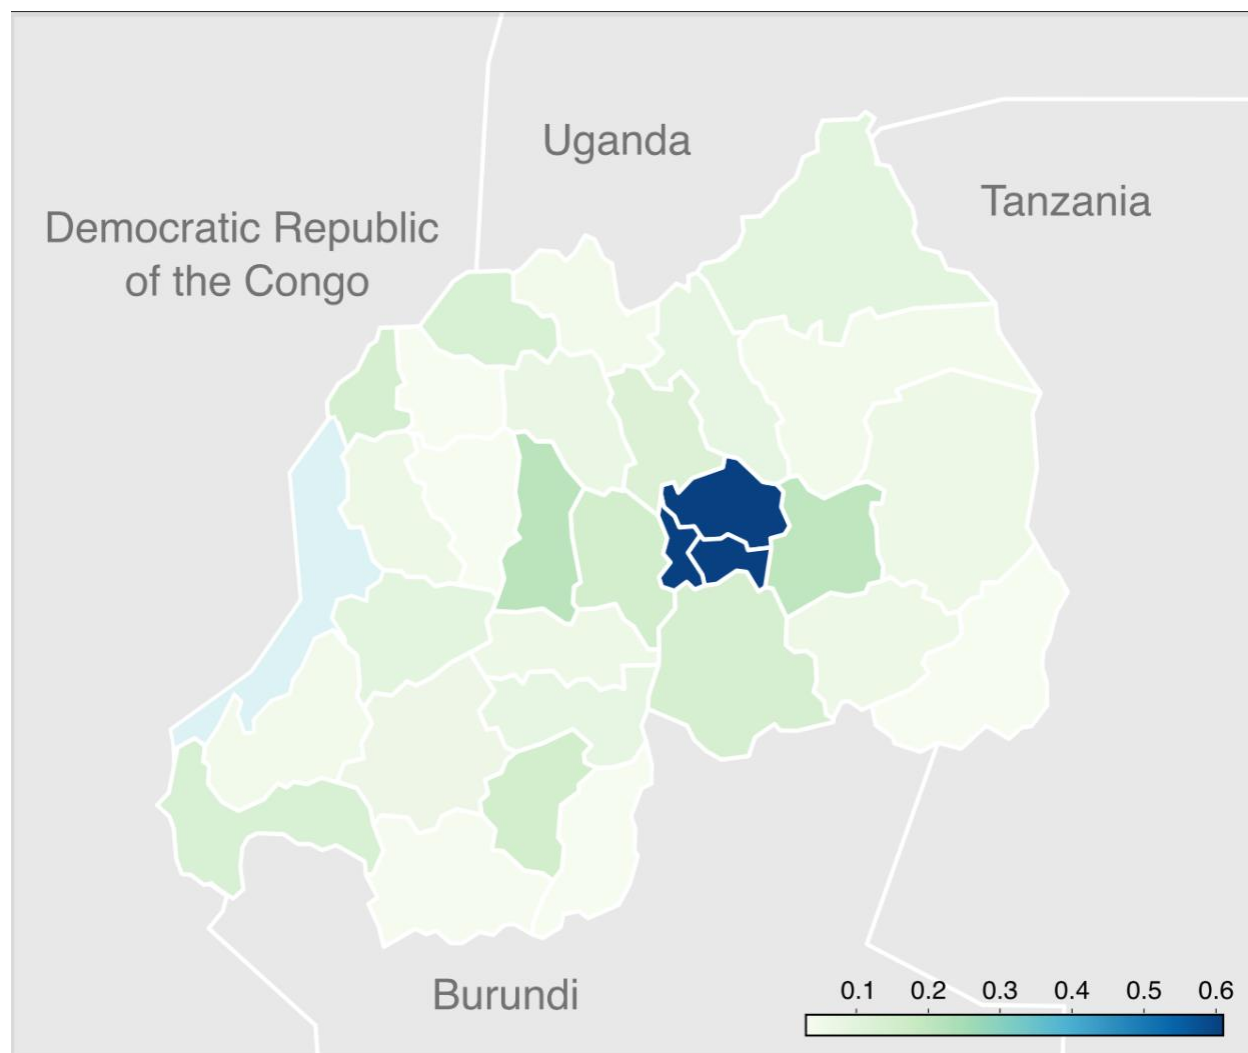 Uganda
Tanzania
Democratic Republic
of the Congo
Burundi
0.1 0.2 0.3 0.4 0.5 0.6